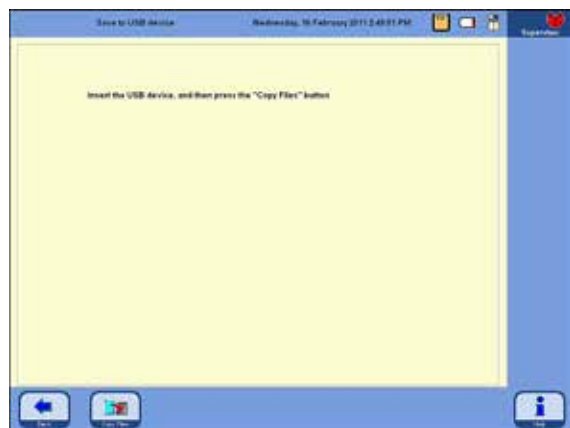 Save to USB device
Wednesday, 16 February 2011 2:49:01 PM
Supervisor
Insert the USB device, and then press the "Copy Files" button
Back
Copy Files
Help